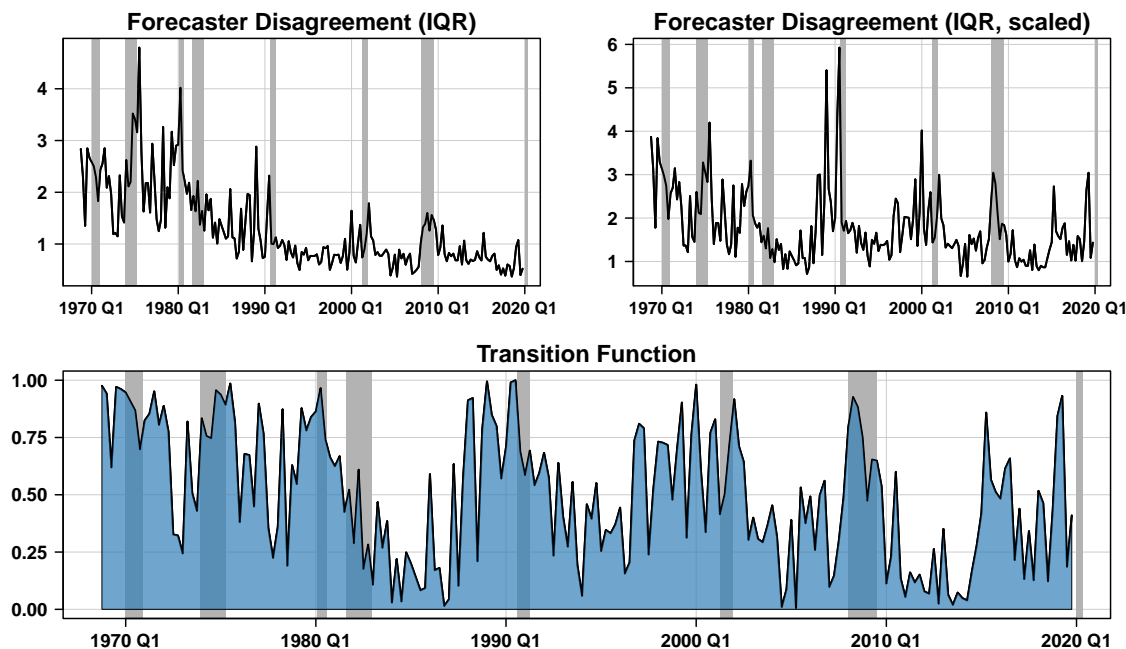 Forecaster Disagreement (IQR)
4
3
2
1
1970 Q1 1980 Q1 1990 Q1 2000 Q1 2010 Q1 2020 Q1
Forecaster Disagreement (IQR, scaled)
6
5
4
3
2
1
1970 Q1 1980 Q1 1990 Q1 2000 Q1 2010 Q1 2020 Q1
Transition Function
1.00
0.75
0.50
0.25
0.00
1970 Q1 1980 Q1 1990 Q1 2000 Q1 2010 Q1 2020 Q1